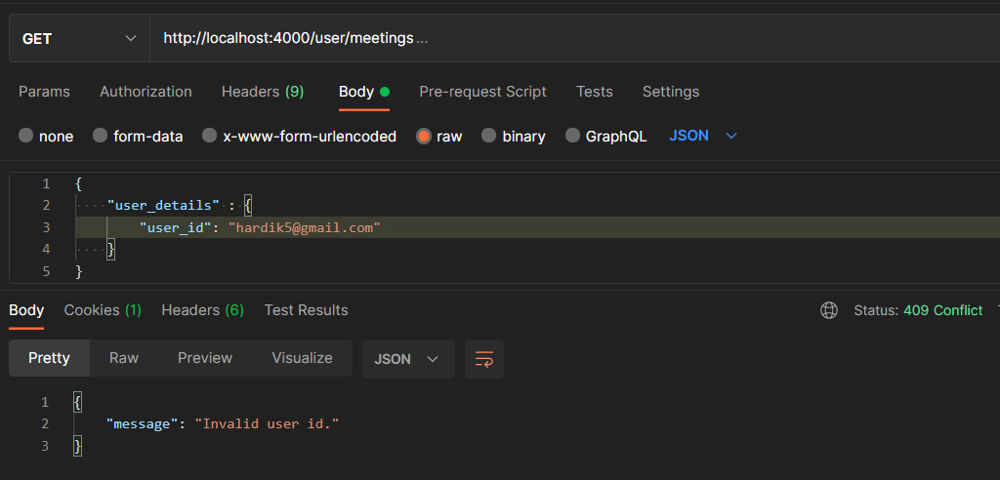 GET http://localhost:4000/user/meetings ...
Params Authorization Headers (9) Body Pre-request Script Tests Settings
none form-data x-www-form-urlencoded raw binary GraphQL JSON
1 {
2 ····"user_details"·:·{
3 "user_id": "hardik5@gmail.com"
4 ····}
5 }
Body Cookies (1) Headers (6) Test Results Status: 409 Conflict
Pretty Raw Preview Visualize JSON
1 {
2 "message": "Invalid user id."
3 }